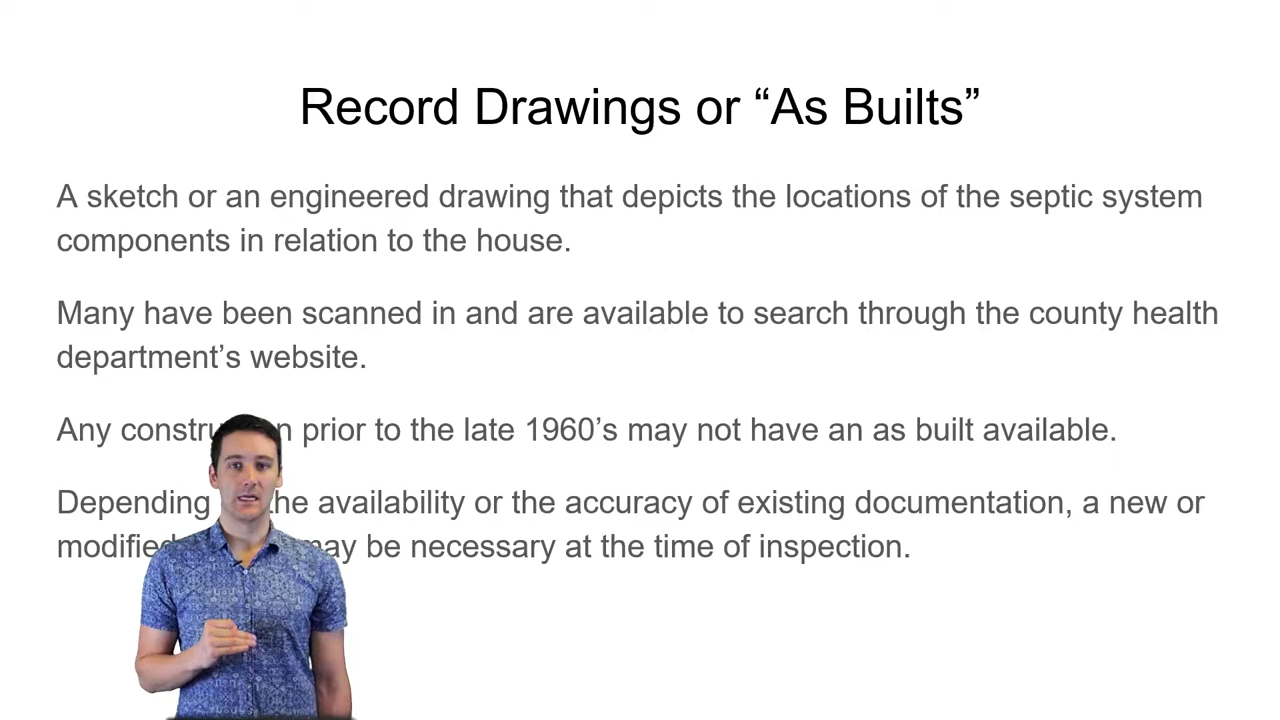 Record Drawings or “As Builts”
A sketch or an engineered drawing that depicts the locations of the septic system
components in relation to the house.
Many have been scanned in and are available to search through the county health
department’s website.
Any prior to the late 1960’s may not have an as built available.
Depending the availability or the accuracy of existing documentation, a new or
modified may be necessary at the time of inspection.